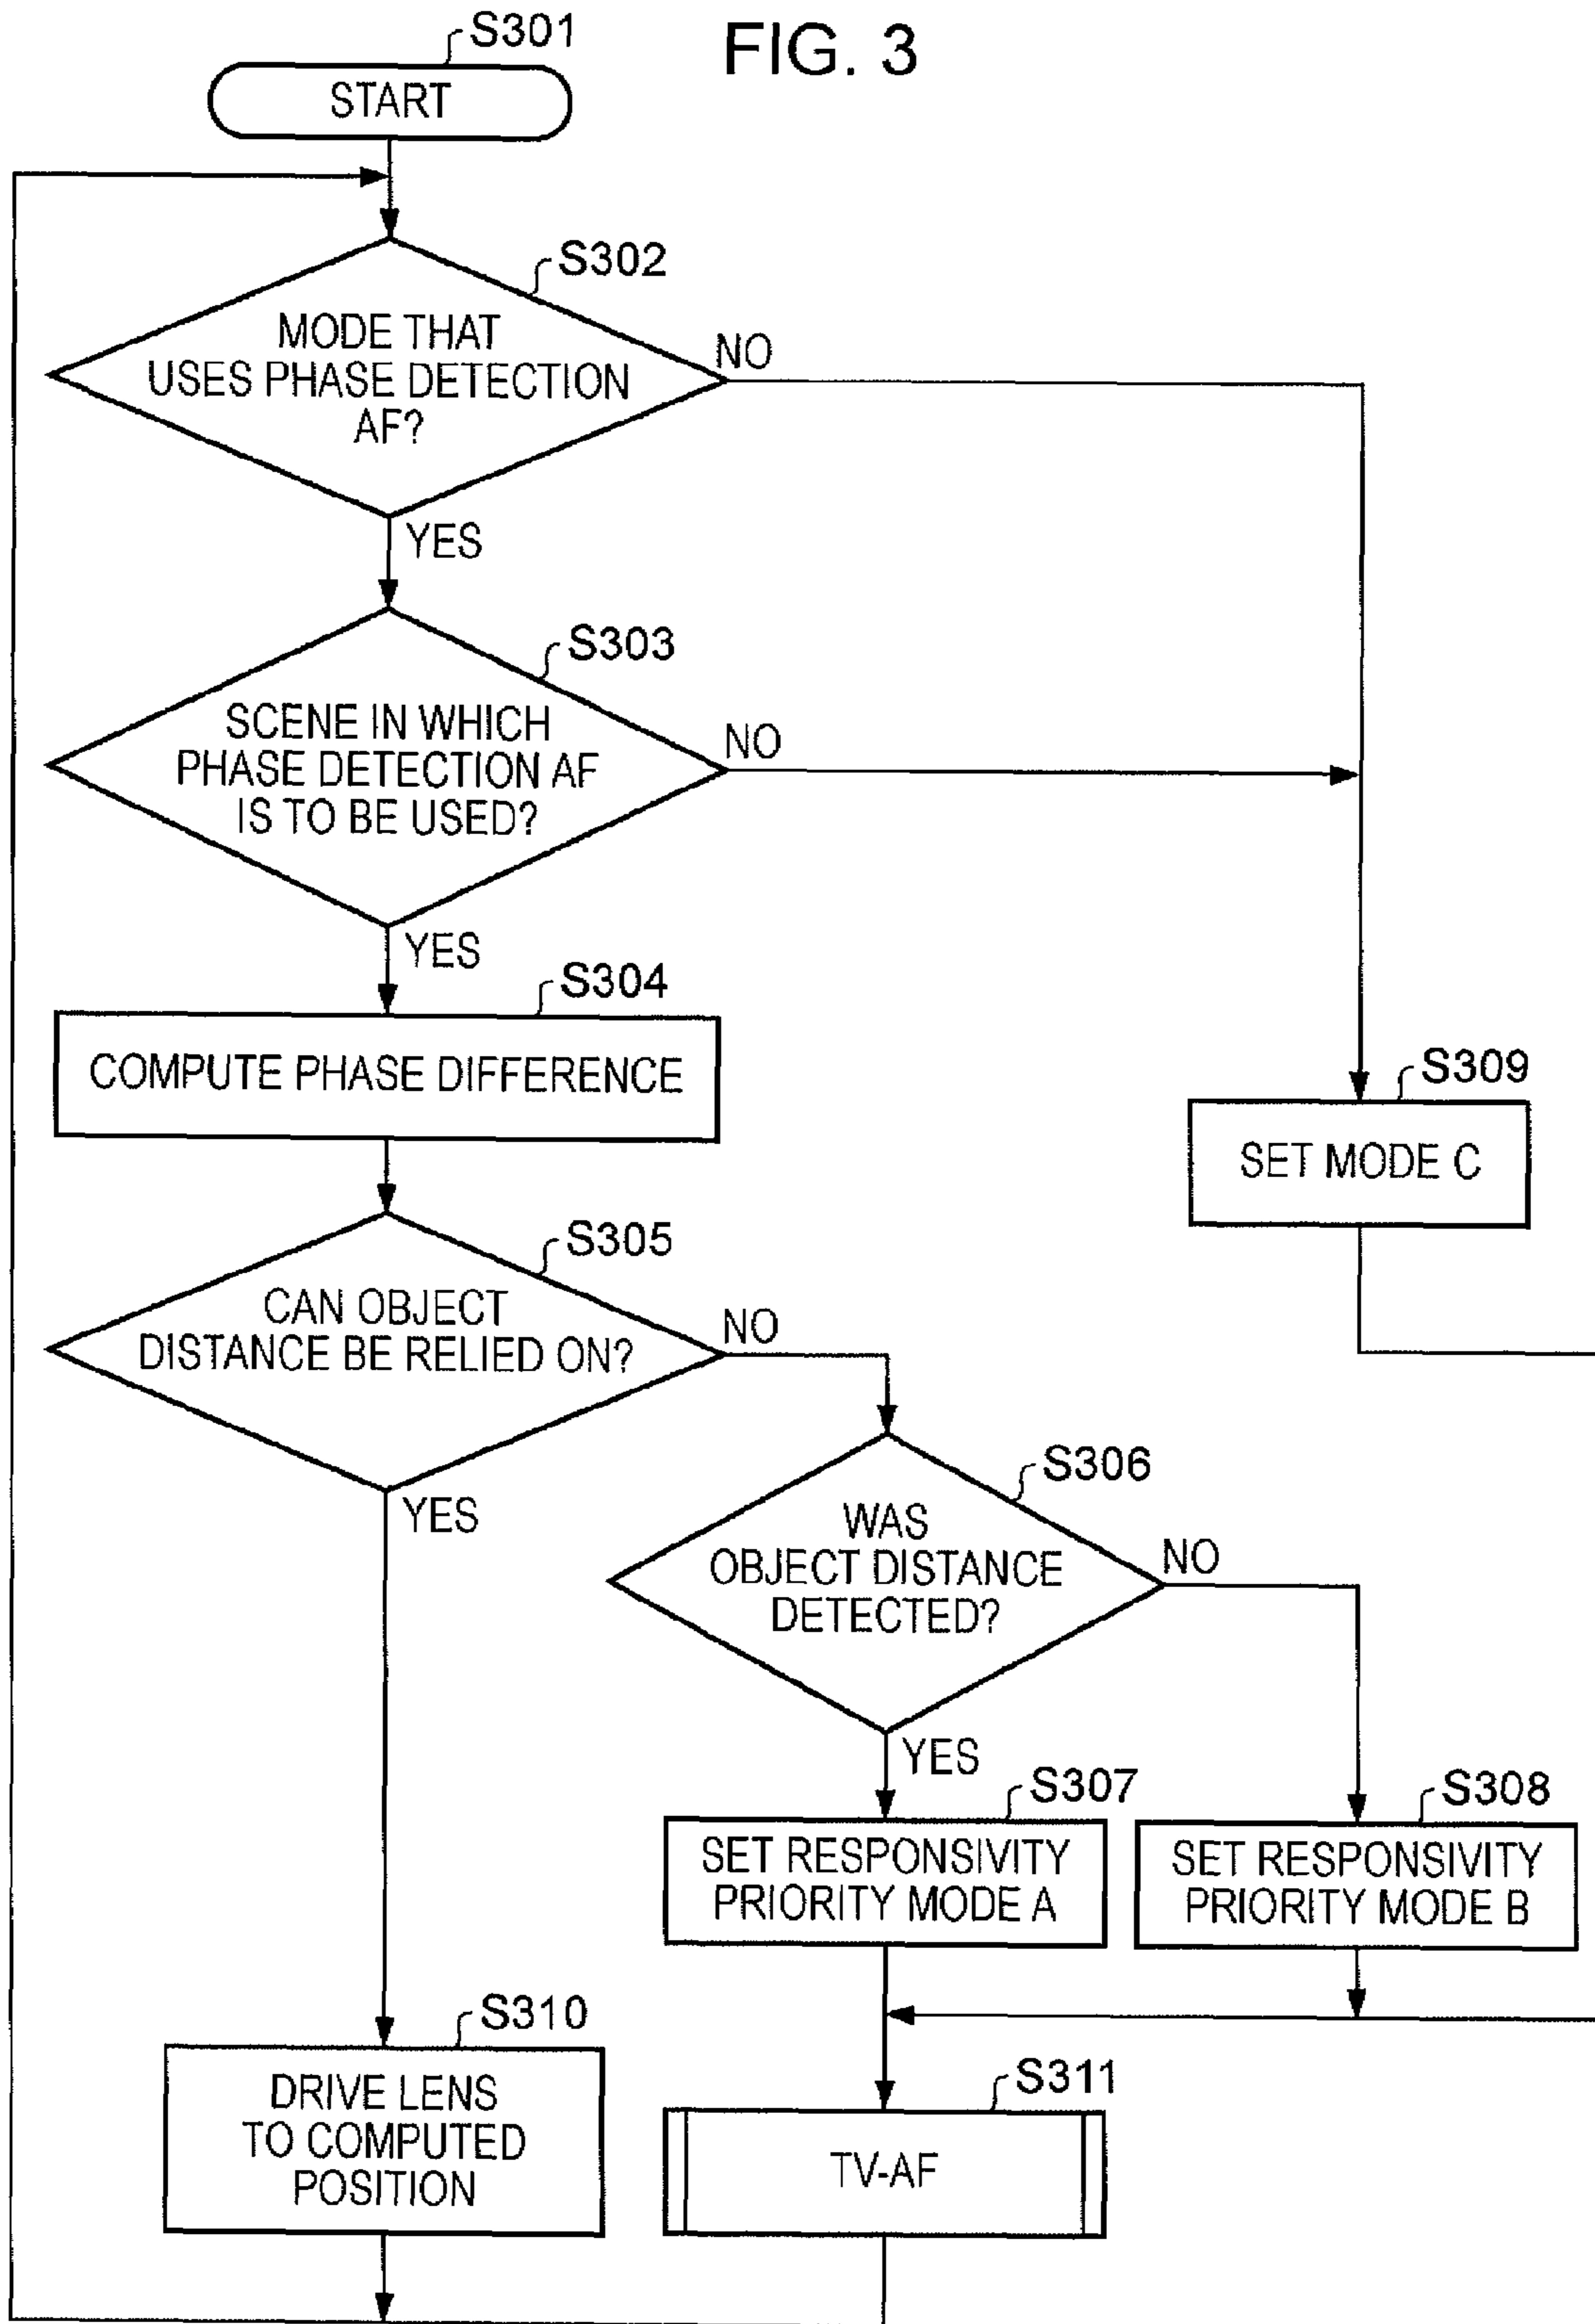 FIG. 3
S301
START
S302
MODE THAT
USES PHASE DETECTION
AF?
NO
YES
S303
SCENE IN WHICH
PHASE DETECTION AF
IS TO BE USED?
NO
YES
S304
COMPUTE PHASE DIFFERENCE
S309
SET MODE C
S305
CAN OBJECT
DISTANCE BE RELIED ON?
NO
YES
S306
WAS
OBJECT DISTANCE
DETECTED?
NO
YES
S307
SET RESPONSIVITY
PRIORITY MODE A
S308
SET RESPONSIVITY
PRIORITY MODE B
S310
DRIVE LENS
TO COMPUTED
POSITION
S311
TV-AF